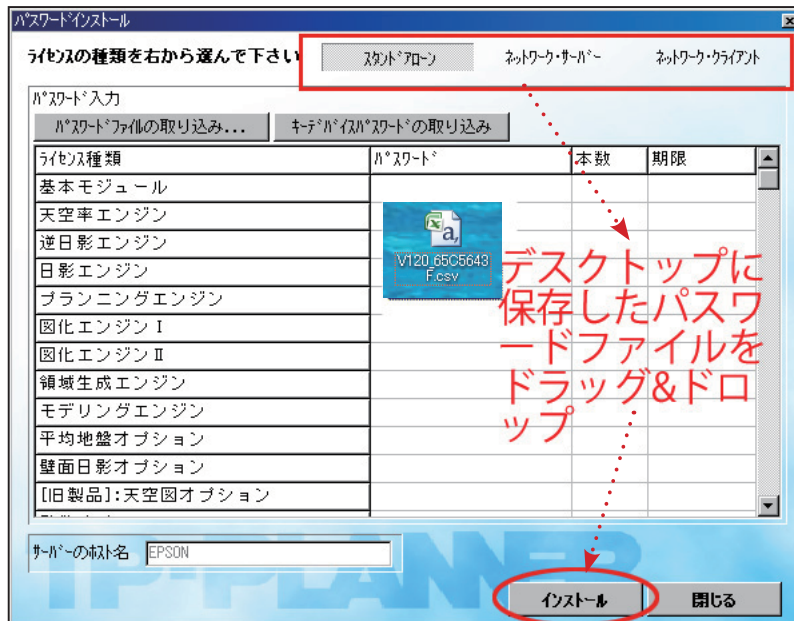 パスワードインストール
ライセンスの種類を右から選んで下さい スタンドアローン ネットワーク・サーバー ネットワーク・クライアント
パスワード入力
パスワードファイルの取り込み... キーデバイスパスワードの取り込み
ライセンス種類 パスワード 本数 期限
基本モジュール
天空率エンジン
逆日影エンジン
日影エンジン
プランニングエンジン
図化エンジンⅠ
図化エンジンⅡ
領域生成エンジン
モデリングエンジン
平均地盤オプション
壁面日影オプション
[旧製品]:天空図オプション
V120_65C5643
F.csv
デスクトップに
保存したパスワ
ードファイルを
ドラッグ&ドロ
ップ
サーバーのホスト名 EPSON
TP-PLANNER
インストール 閉じる